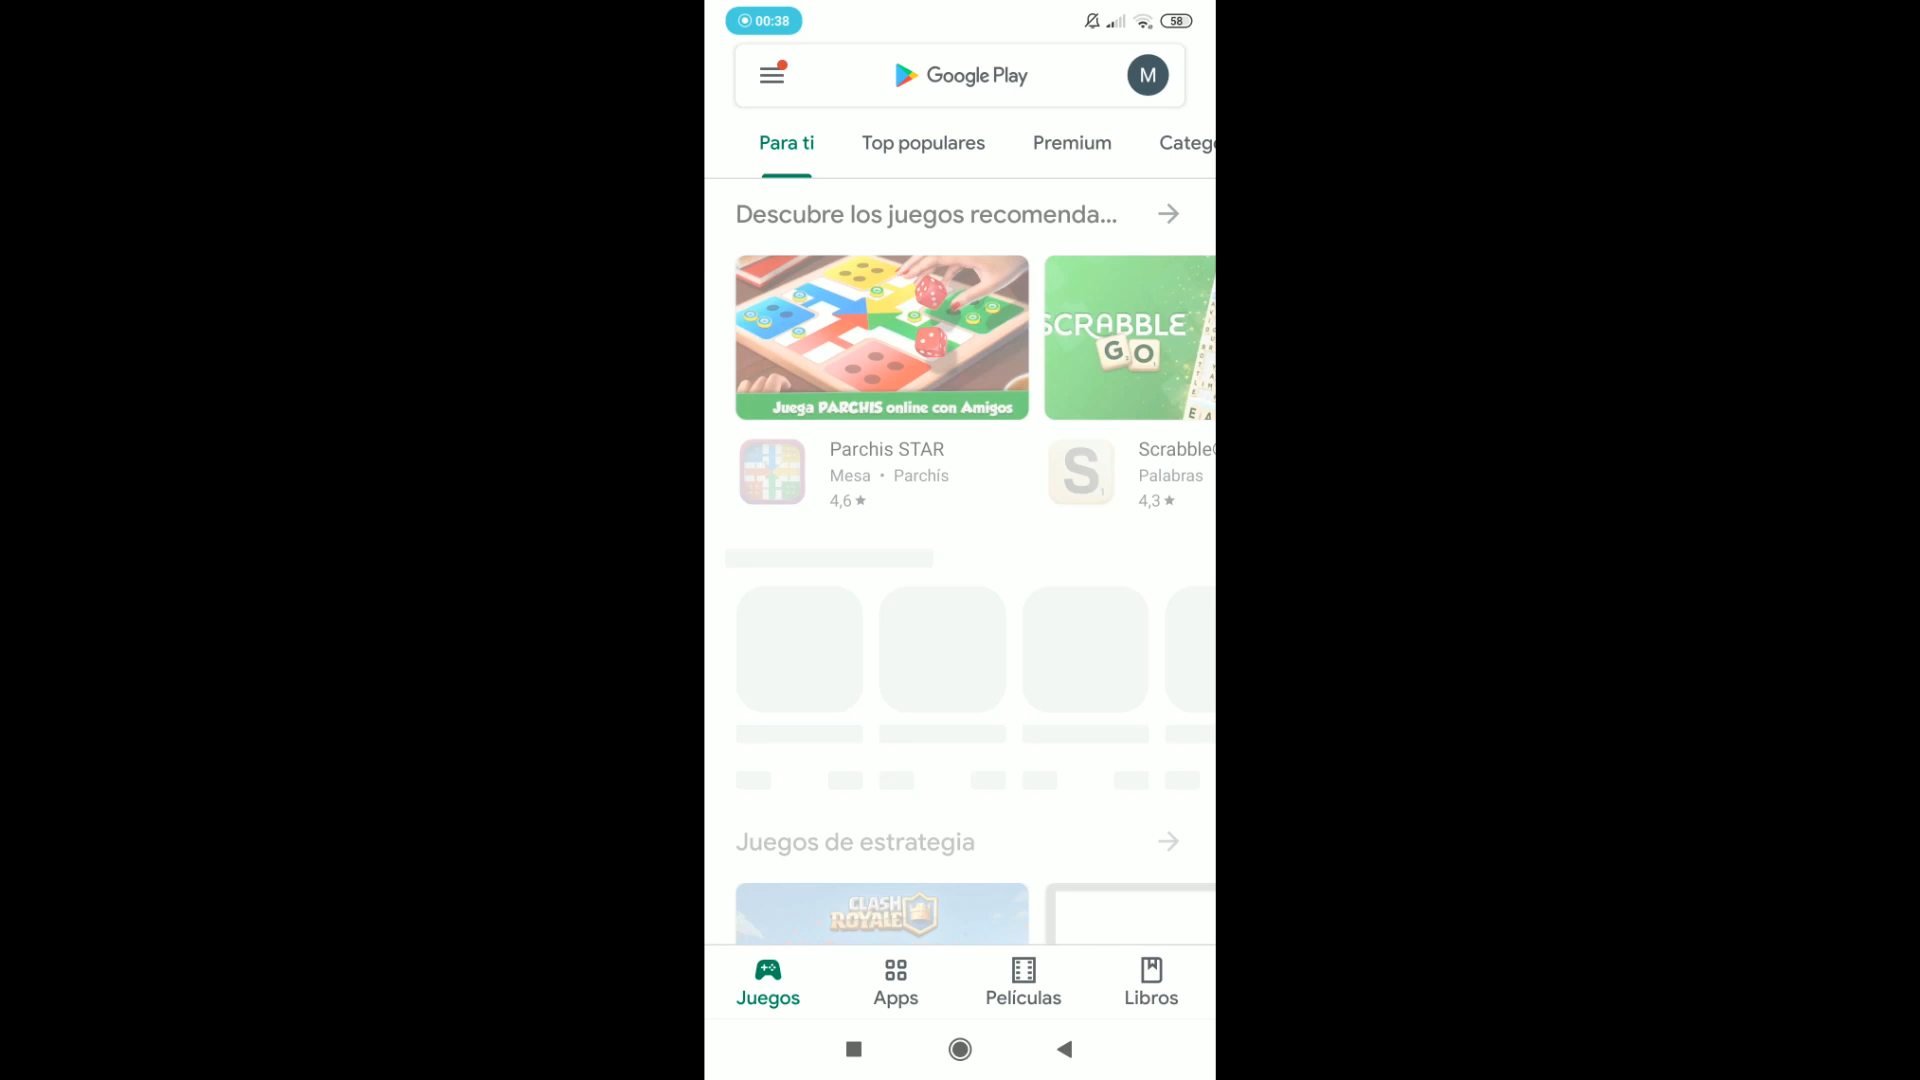 00:38
58
Google Play
M
Para ti
Top populares
Premium
Catego
Descubre los juegos recomenda...
Juega PARCHIS online con Amigos
SCRABBLE
GO
Parchis STAR
Mesa • Parchís
4,6 ★
S
Scrabble
Palabras
4,3 ★
Juegos de estrategia
CLASH
ROYALE
Juegos
Apps
Películas
Libros